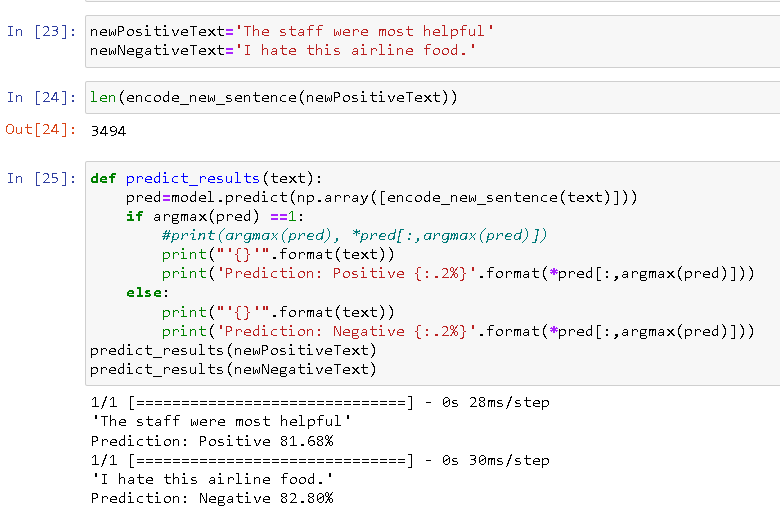 In [23]: newPositiveText='The staff were most helpful'
newNegativeText='I hate this airline food.'
In [24]: len(encode_new_sentence(newPositiveText))
Out[24]: 3494
In [25]: def predict_results(text):
    pred=model.predict(np.array([encode_new_sentence(text)]))
    if argmax(pred) ==1:
        #print(argmax(pred), *pred[:,argmax(pred)])
        print("'{}'".format(text))
        print('Prediction: Positive {:.2%}'.format(*pred[:,argmax(pred)]))
    else:
        print("'{}'".format(text))
        print('Prediction: Negative {:.2%}'.format(*pred[:,argmax(pred)]))
predict_results(newPositiveText)
predict_results(newNegativeText)
1/1 [==============================] - 0s 28ms/step
'The staff were most helpful'
Prediction: Positive 81.68%
1/1 [==============================] - 0s 30ms/step
'I hate this airline food.'
Prediction: Negative 82.80%